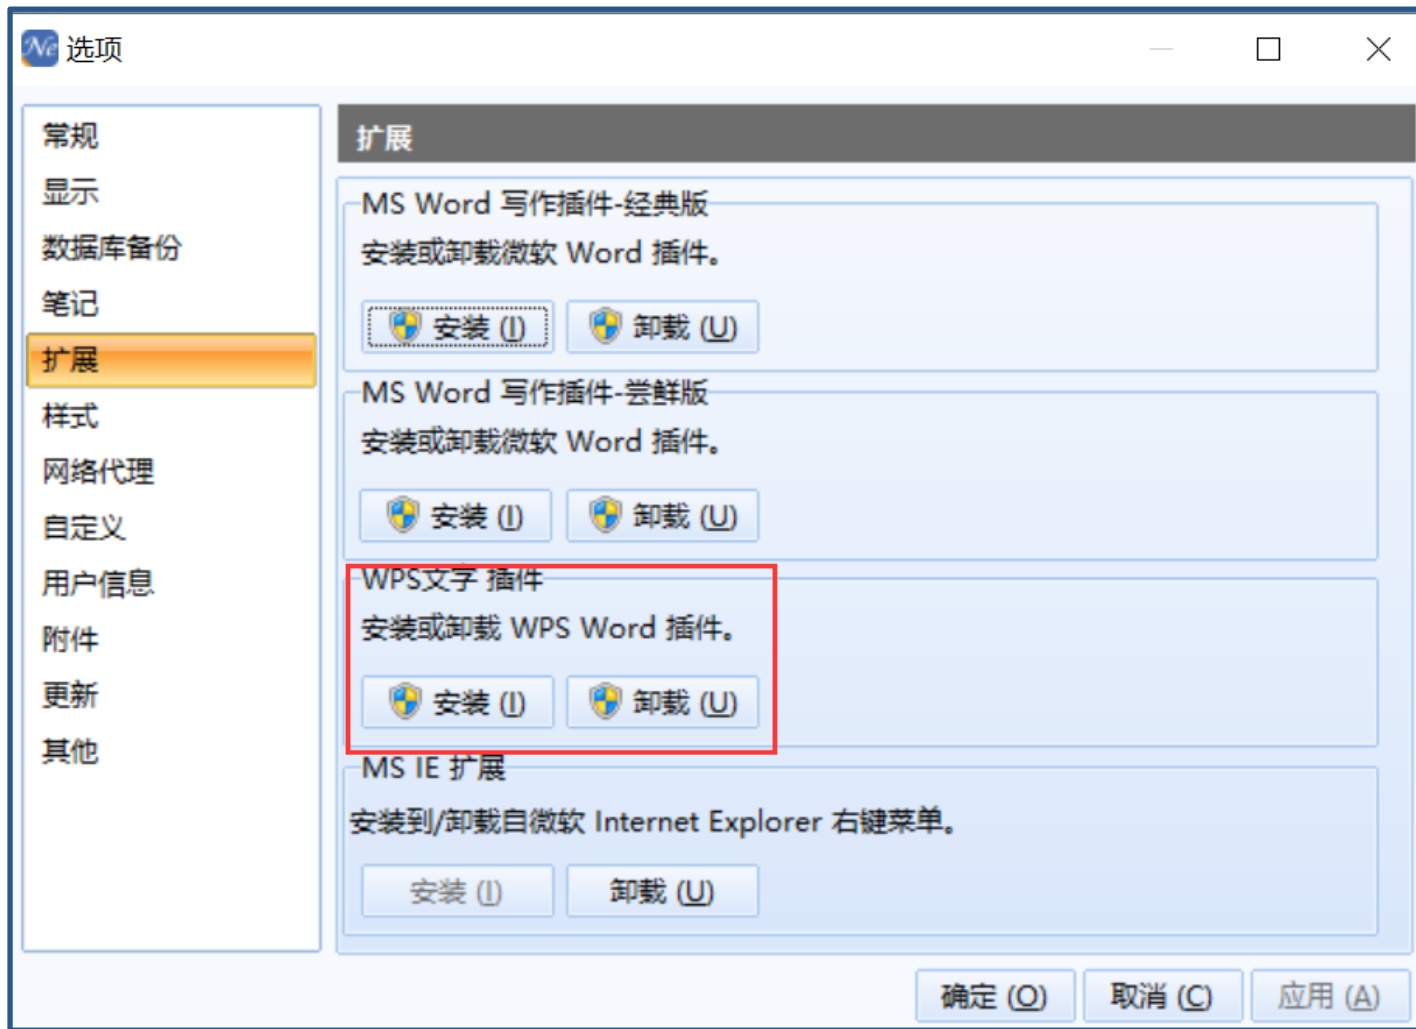 Ne 选项
常规
显示
数据库备份
笔记
扩展
样式
网络代理
自定义
用户信息
附件
更新
其他
扩展
MS Word 写作插件-经典版
安装或卸载微软 Word 插件。
安装 (I) 卸载 (U)
MS Word 写作插件-尝鲜版
安装或卸载微软 Word 插件。
安装 (I) 卸载 (U)
WPS文字 插件
安装或卸载 WPS Word 插件。
安装 (I) 卸载 (U)
MS IE 扩展
安装到/卸载自微软 Internet Explorer 右键菜单。
安装 (I) 卸载 (U)
确定 (O) 取消 (C) 应用 (A)